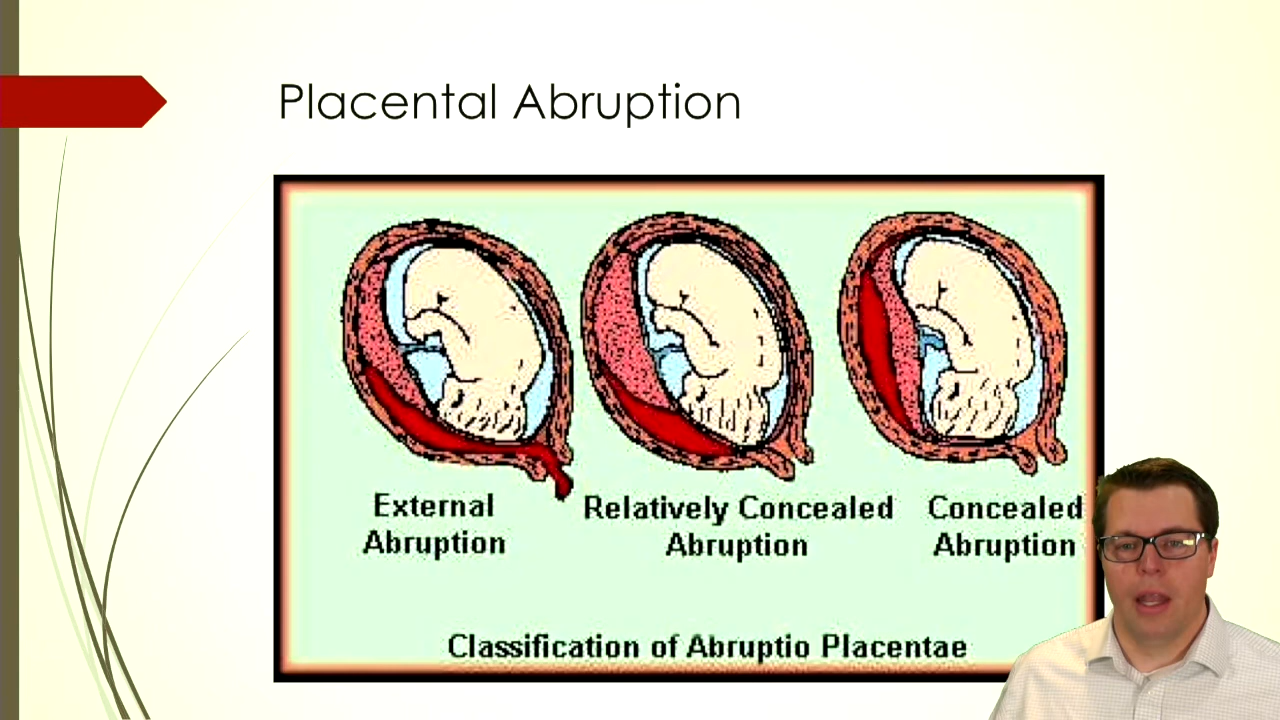 Placental Abruption
External
Abruption
Relatively Concealed
Abruption
Concealed
Abruption
Classification of Abruptio Placentae